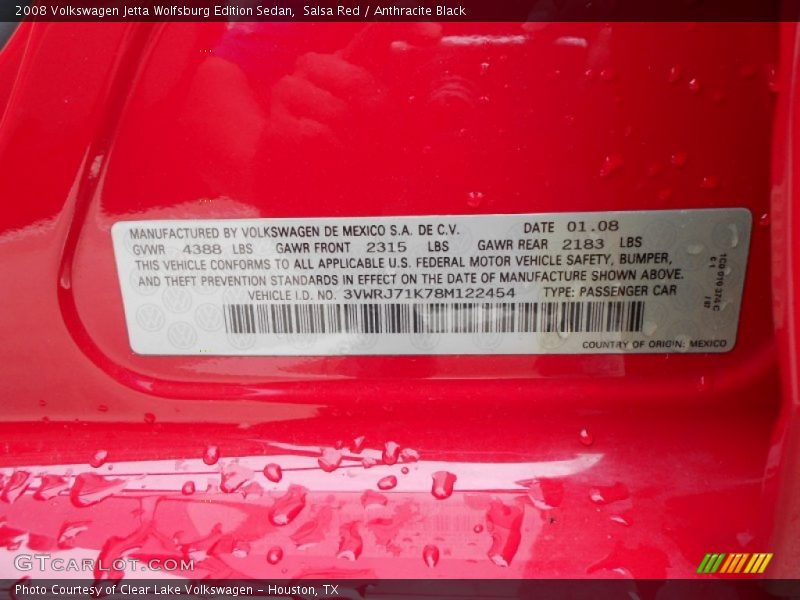 2008 Volkswagen Jetta Wolfsburg Edition Sedan,  Salsa Red / Anthracite Black
MANUFACTURED BY VOLKSWAGEN DE MEXICO S.A. DE C.V. DATE 01.08
GVWR 4388 LBS GAWR FRONT 2315 LBS GAWR REAR 2183 LBS
THIS VEHICLE CONFORMS TO ALL APPLICABLE U.S. FEDERAL MOTOR VEHICLE SAFETY, BUMPER,
AND THEFT PREVENTION STANDARDS IN EFFECT ON THE DATE OF MANUFACTURE SHOWN ABOVE.
VEHICLE I.D. NO. 3VWRJ71K78M122454 TYPE: PASSENGER CAR
COUNTRY OF ORIGIN: MEXICO
1C0 010 374 C
GTCarLot.com
Photo Courtesy of Clear Lake Volkswagen - Houston, TX